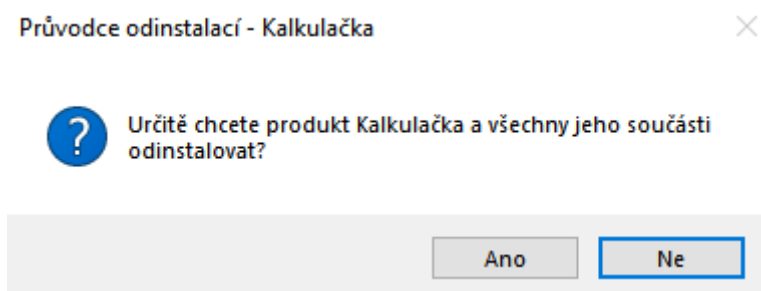 Průvodce odinstalací - Kalkulačka
Určitě chcete produkt Kalkulačka a všechny jeho součásti
odinstalovat?
Ano Ne